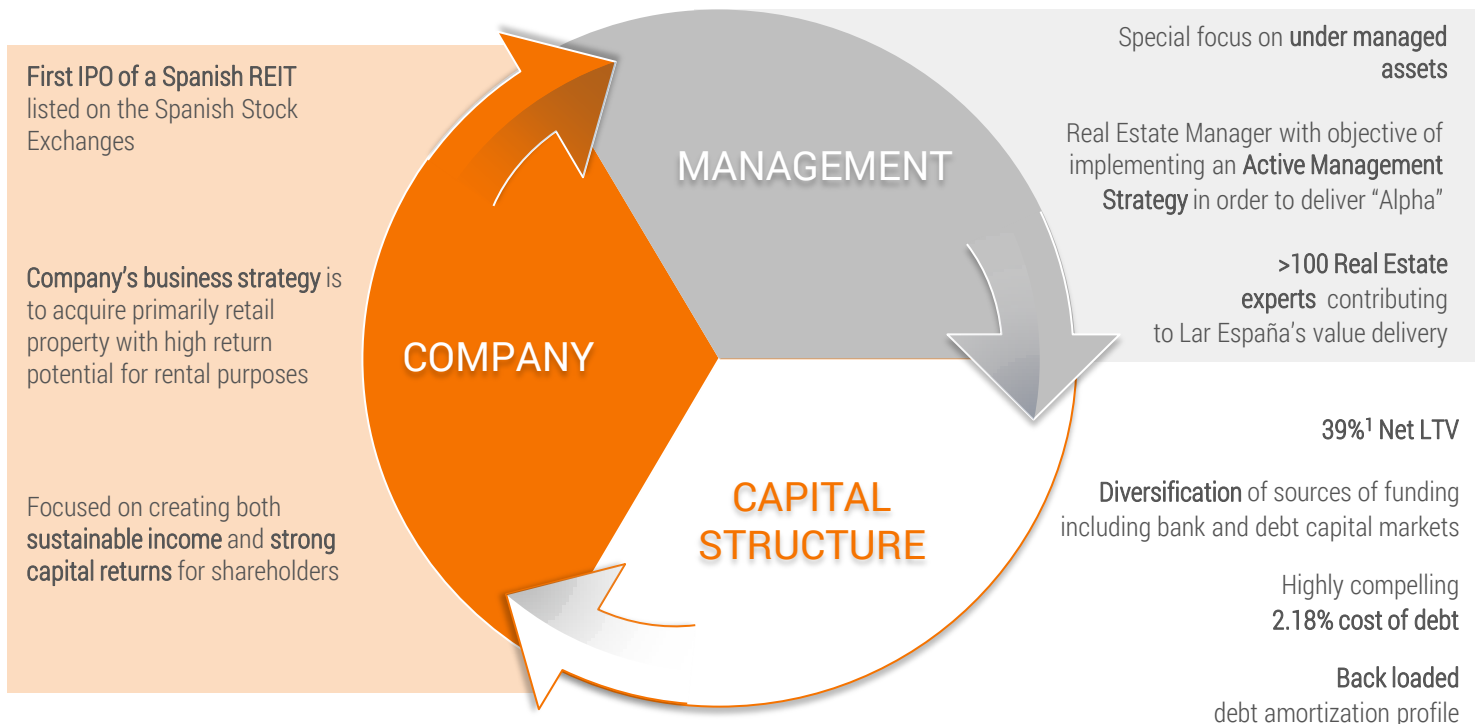 First IPO of a Spanish REIT
listed on the Spanish Stock
Exchanges
Company's business strategy is
to acquire primarily retail
property with high return
potential for rental purposes
Focused on creating both
sustainable income and strong
capital returns for shareholders
COMPANY
MANAGEMENT
CAPITAL
STRUCTURE
Special focus on under managed
assets
Real Estate Manager with objective of
implementing an Active Management
Strategy in order to deliver “Alpha”
>100 Real Estate
experts contributing
to Lar España's value delivery
39%¹ Net LTV
Diversification of sources of funding
including bank and debt capital markets
Highly compelling
2.18% cost of debt
Back loaded
debt amortization profile